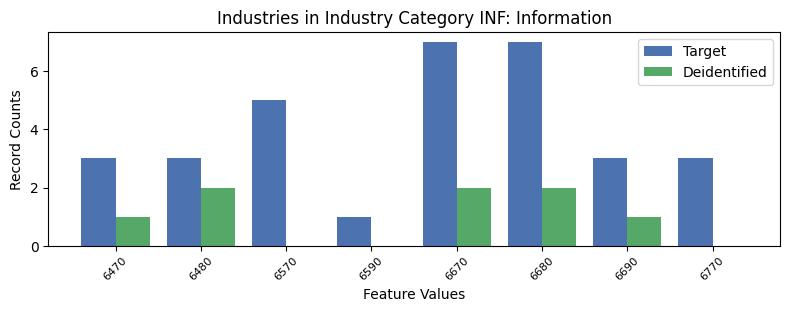 Industries in Industry Category INF: Information
Target
Deidentified
Record Counts
6
4
2
0
6470 6480 6570 6590 6670 6680 6690 6770
Feature Values